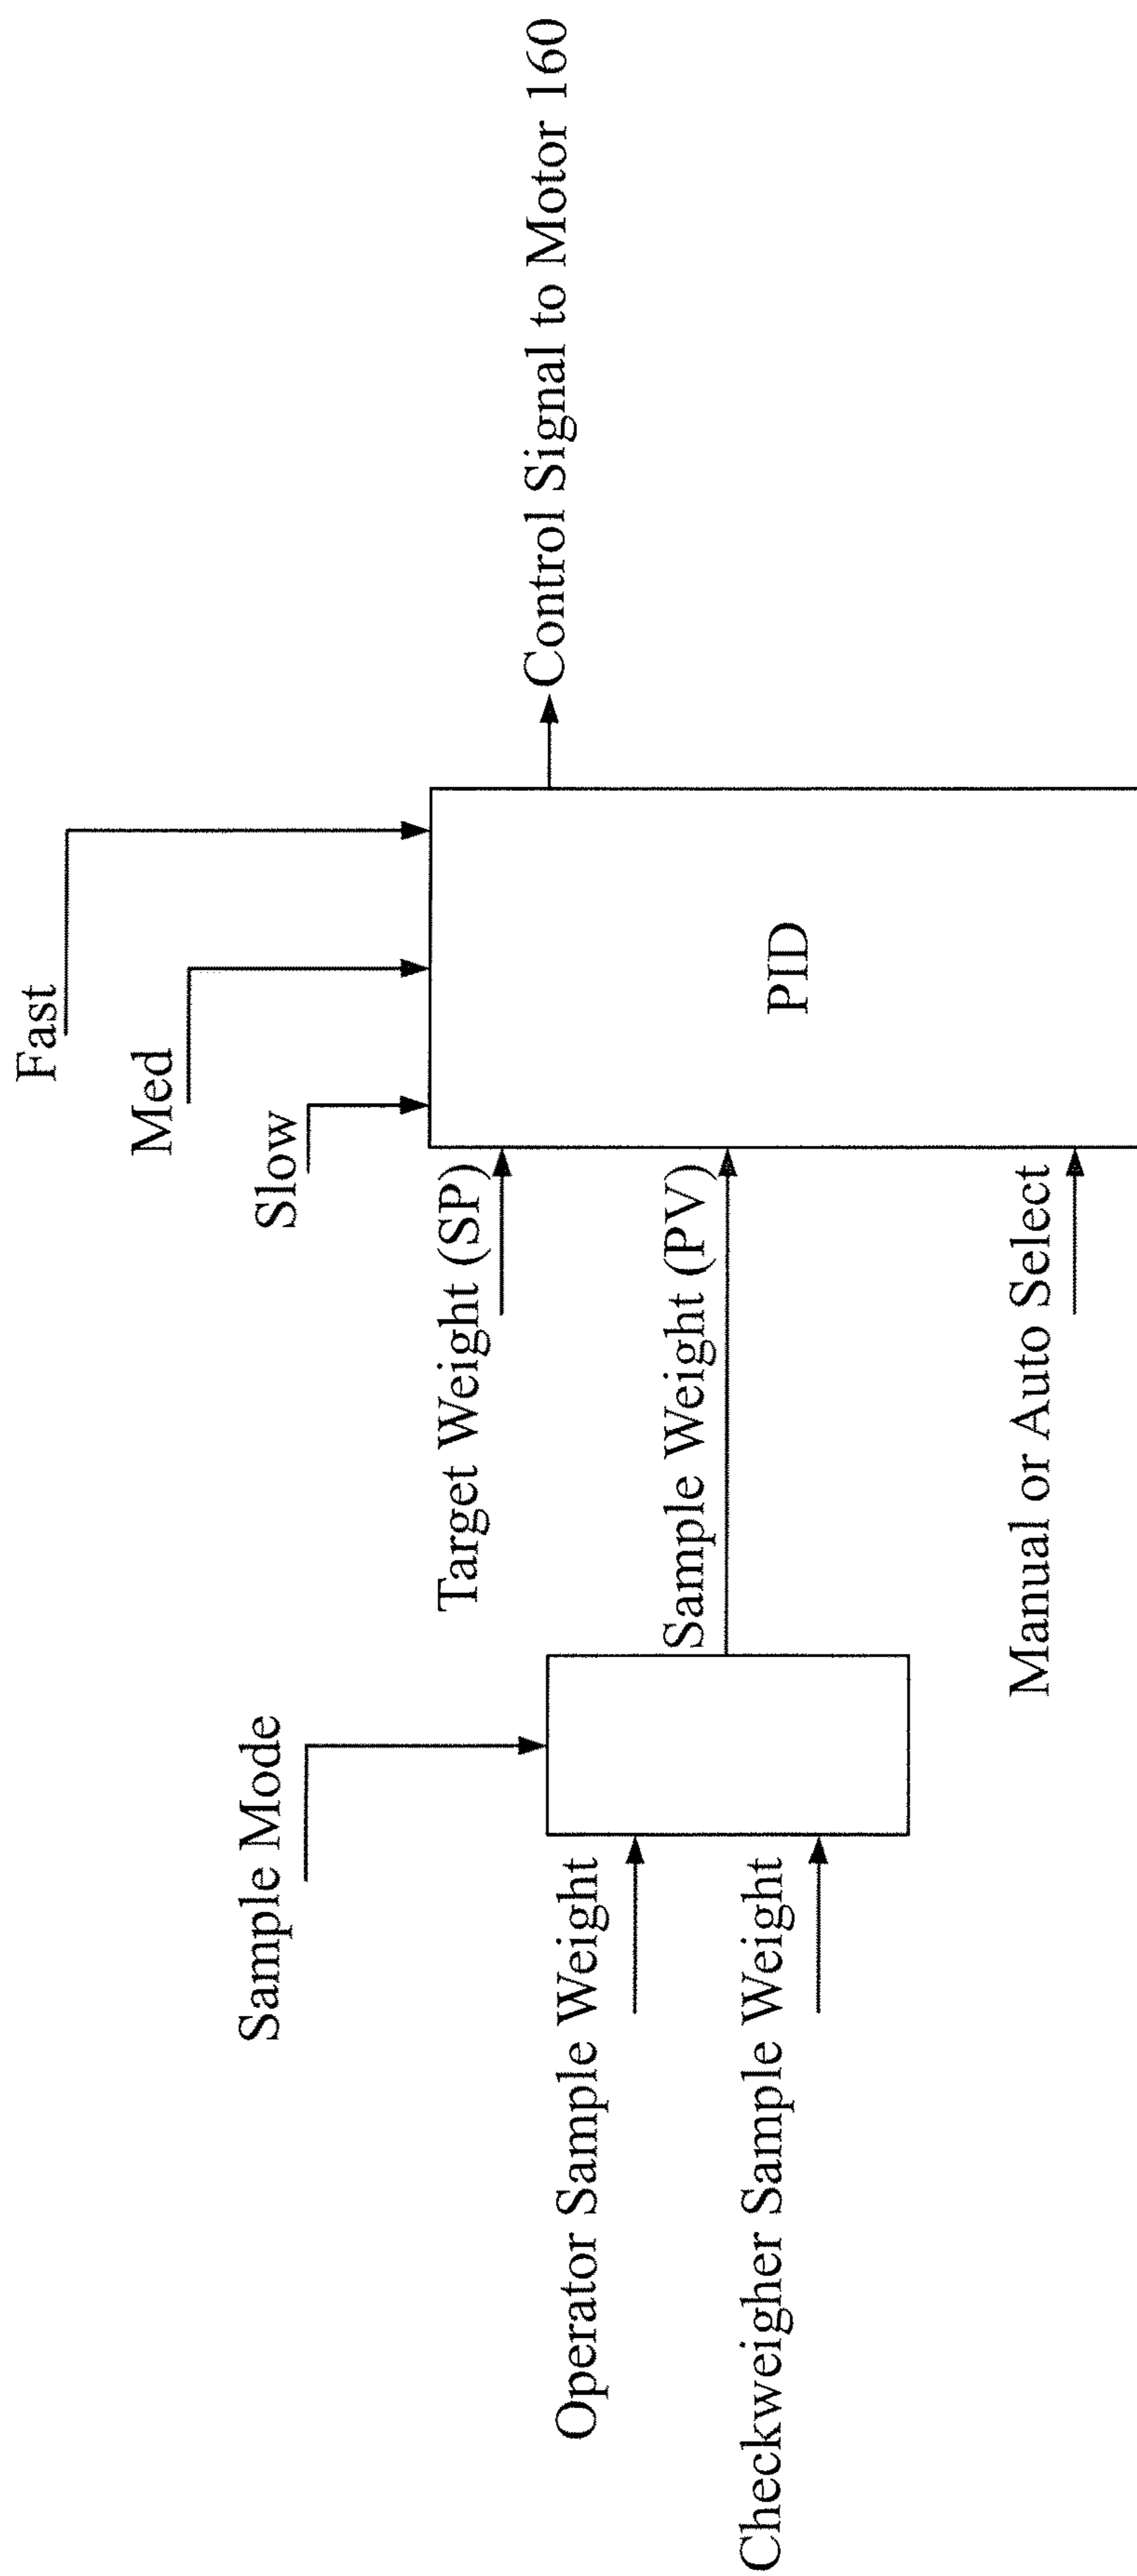 Fast
Med
Slow
Sample Mode
Target Weight (SP)
Control Signal to Motor 160
Operator Sample Weight
Sample Weight (PV)
PID
Checkweigher Sample Weight
Manual or Auto Select